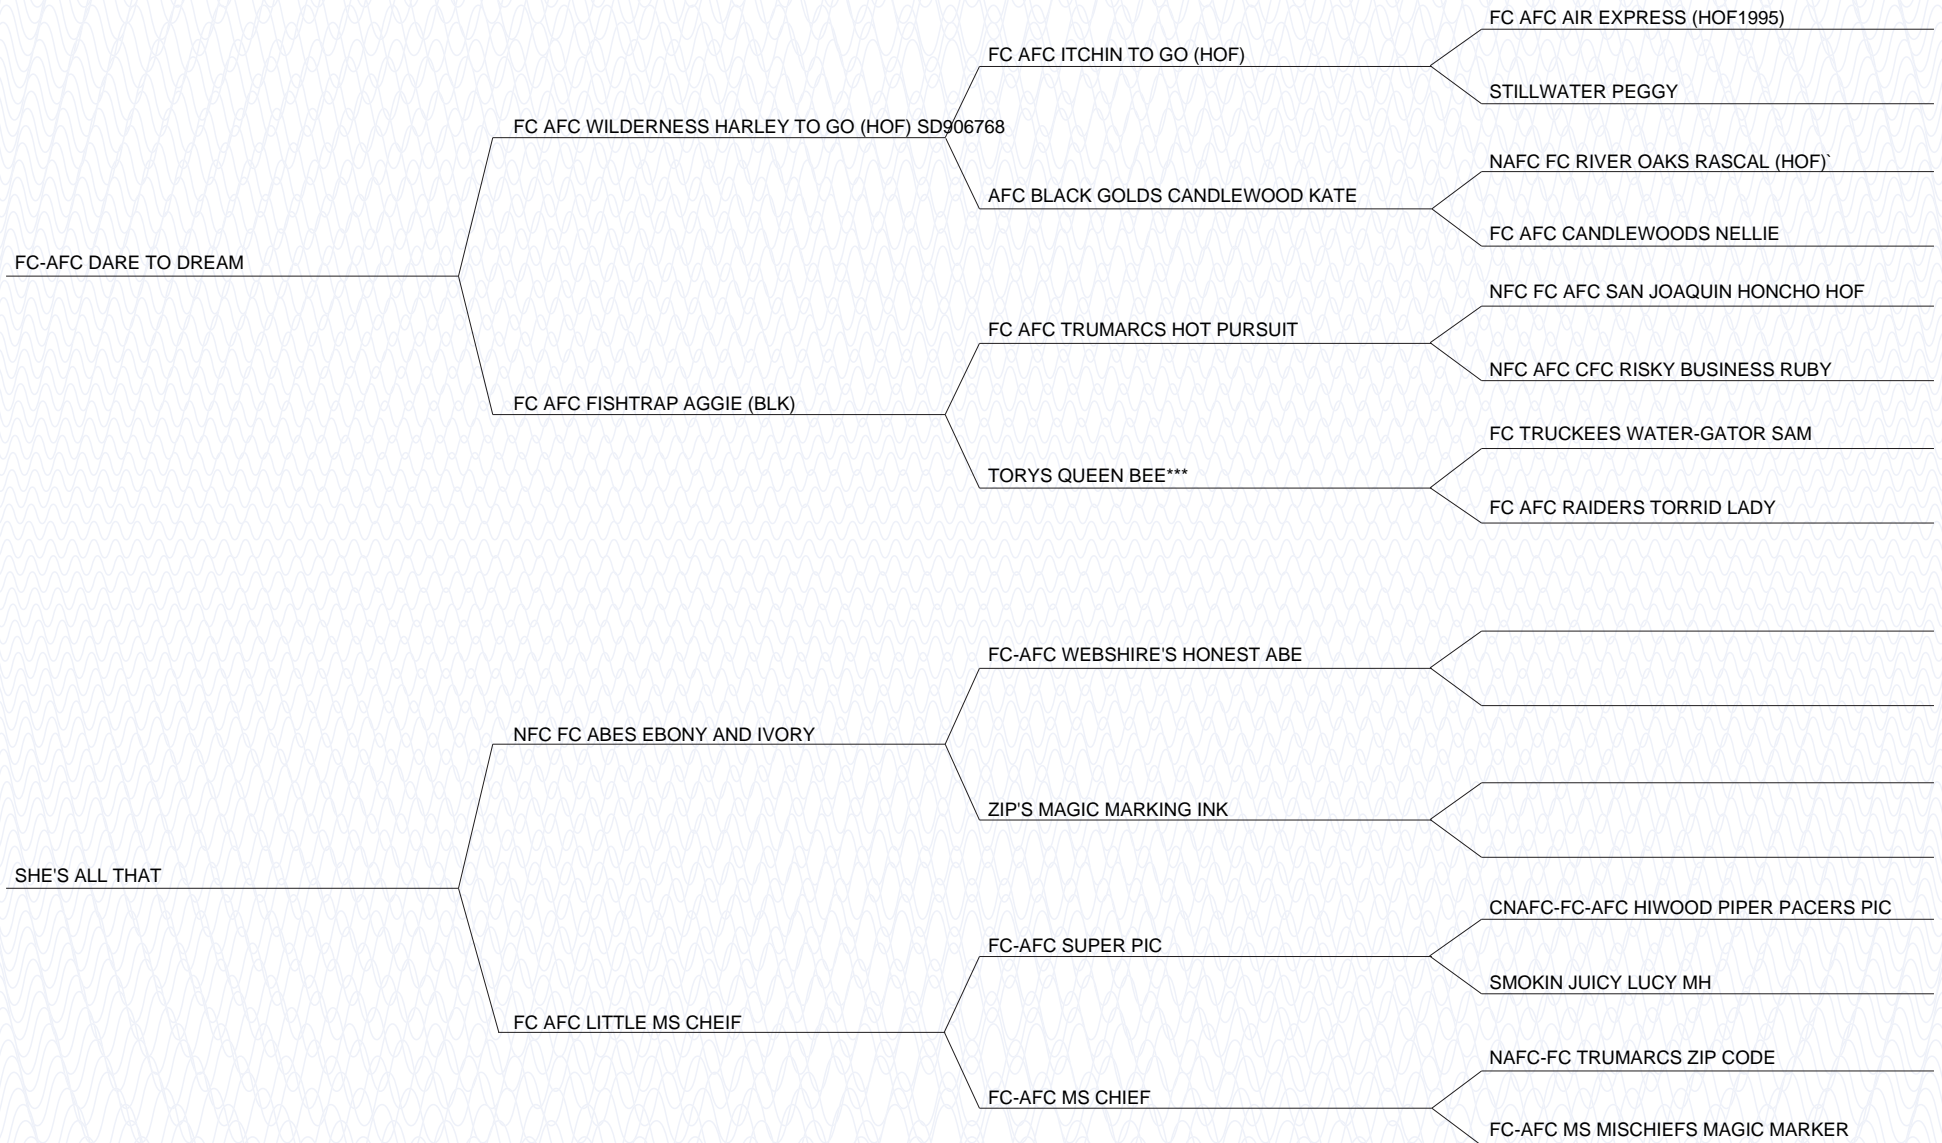 FC AFC AIR EXPRESS (HOF1995)
FC AFC ITCHIN TO GO (HOF)
STILLWATER PEGGY
FC AFC WILDERNESS HARLEY TO GO (HOF) SD906768
NAFC FC RIVER OAKS RASCAL (HOF)`
AFC BLACK GOLDS CANDLEWOOD KATE
FC AFC CANDLEWOODS NELLIE
FC-AFC DARE TO DREAM
NFC FC AFC SAN JOAQUIN HONCHO HOF
FC AFC TRUMARCS HOT PURSUIT
NFC AFC CFC RISKY BUSINESS RUBY
FC AFC FISHTRAP AGGIE (BLK)
FC TRUCKEES WATER-GATOR SAM
TORYS QUEEN BEE***
FC AFC RAIDERS TORRID LADY
FC-AFC WEBSHIRE'S HONEST ABE
NFC FC ABES EBONY AND IVORY
ZIP'S MAGIC MARKING INK
SHE'S ALL THAT
CNAFC-FC-AFC HIWOOD PIPER PACERS PIC
FC-AFC SUPER PIC
SMOKIN JUICY LUCY MH
FC AFC LITTLE MS CHEIF
NAFC-FC TRUMARCS ZIP CODE
FC-AFC MS CHIEF
FC-AFC MS MISCHIEFS MAGIC MARKER